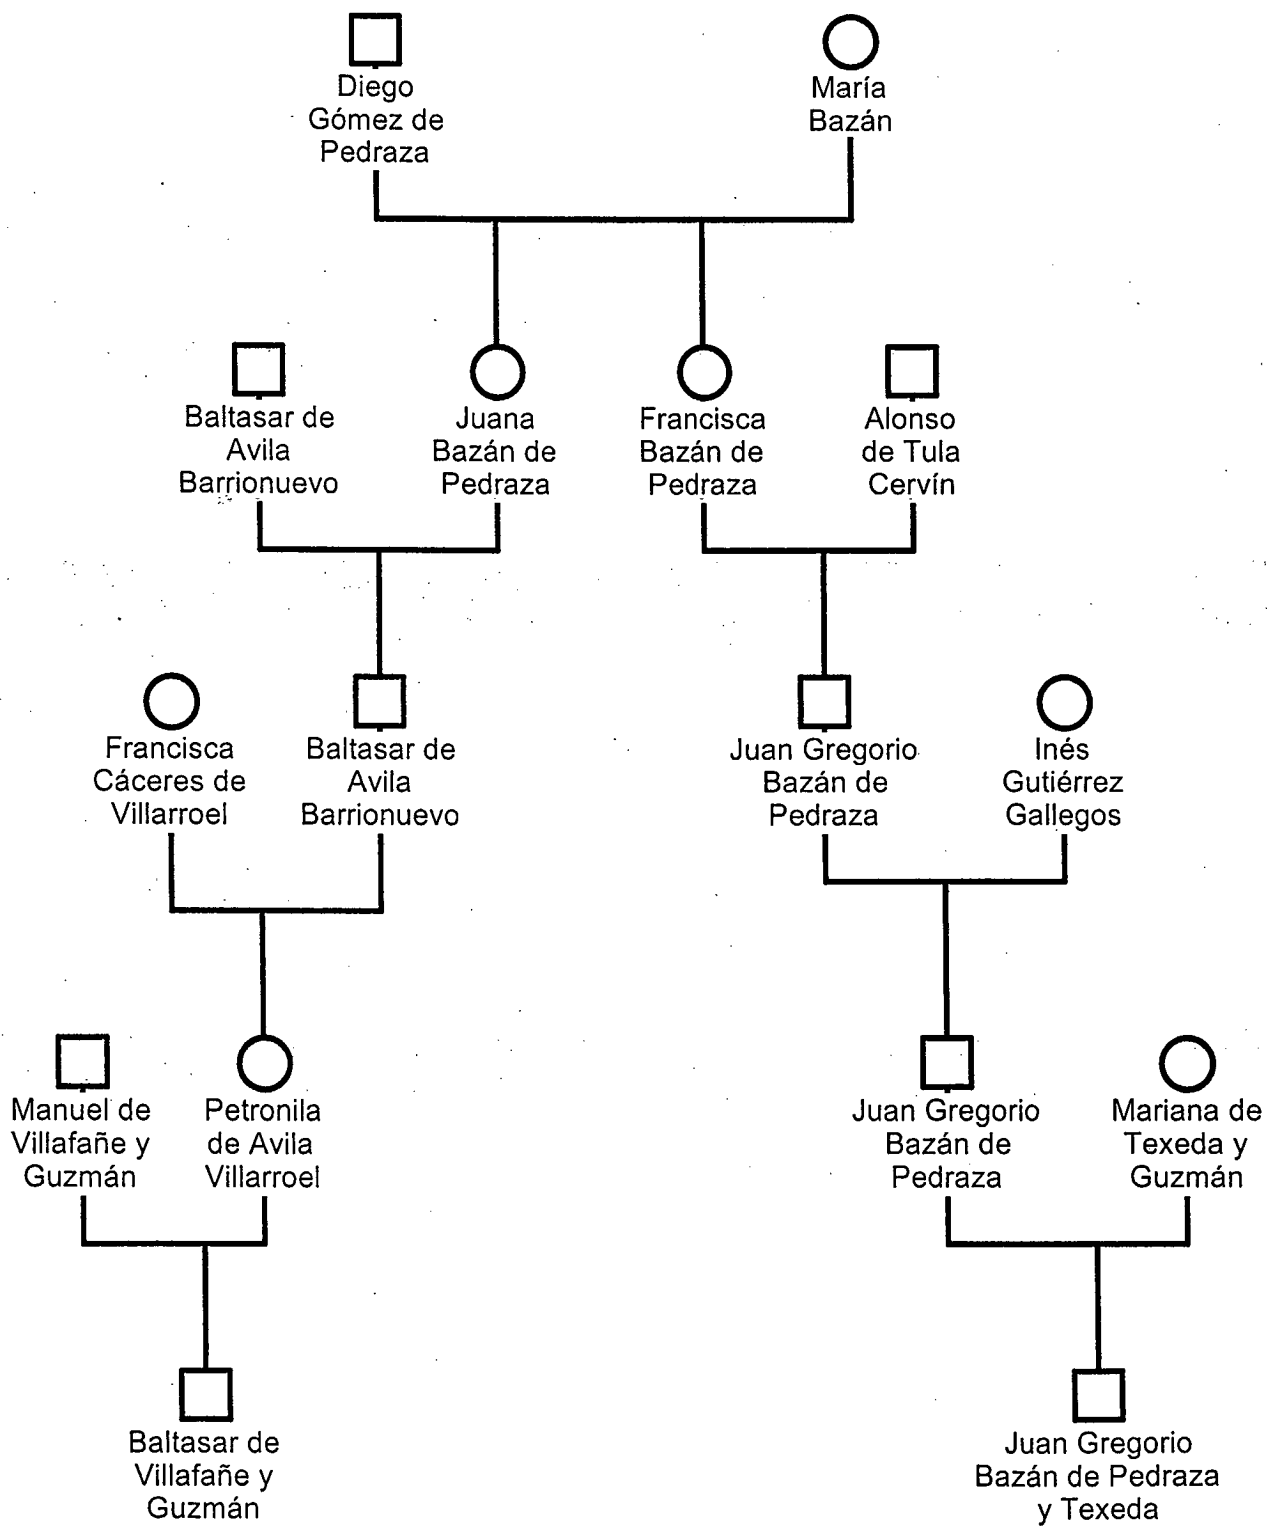 Diego
Gómez de
Pedraza
María
Bazán
Baltasar de
Avila
Barrionuevo
Juana
Bazán de
Pedraza
Francisca
Bazán de
Pedraza
Alonso
de Tula
Cervín
Francisca
Cáceres de
Villarroel
Baltasar de
Avila
Barrionuevo
Juan Gregorio
Bazán de
Pedraza
Inés
Gutiérrez
Gallegos
Manuel de
Villafañe y
Guzmán
Petronila
de Avila
Villarroel
Juan Gregorio
Bazán de
Pedraza
Mariana de
Texeda y
Guzmán
Baltasar de
Villafañe y
Guzmán
Juan Gregorio
Bazán de Pedraza
y Texeda